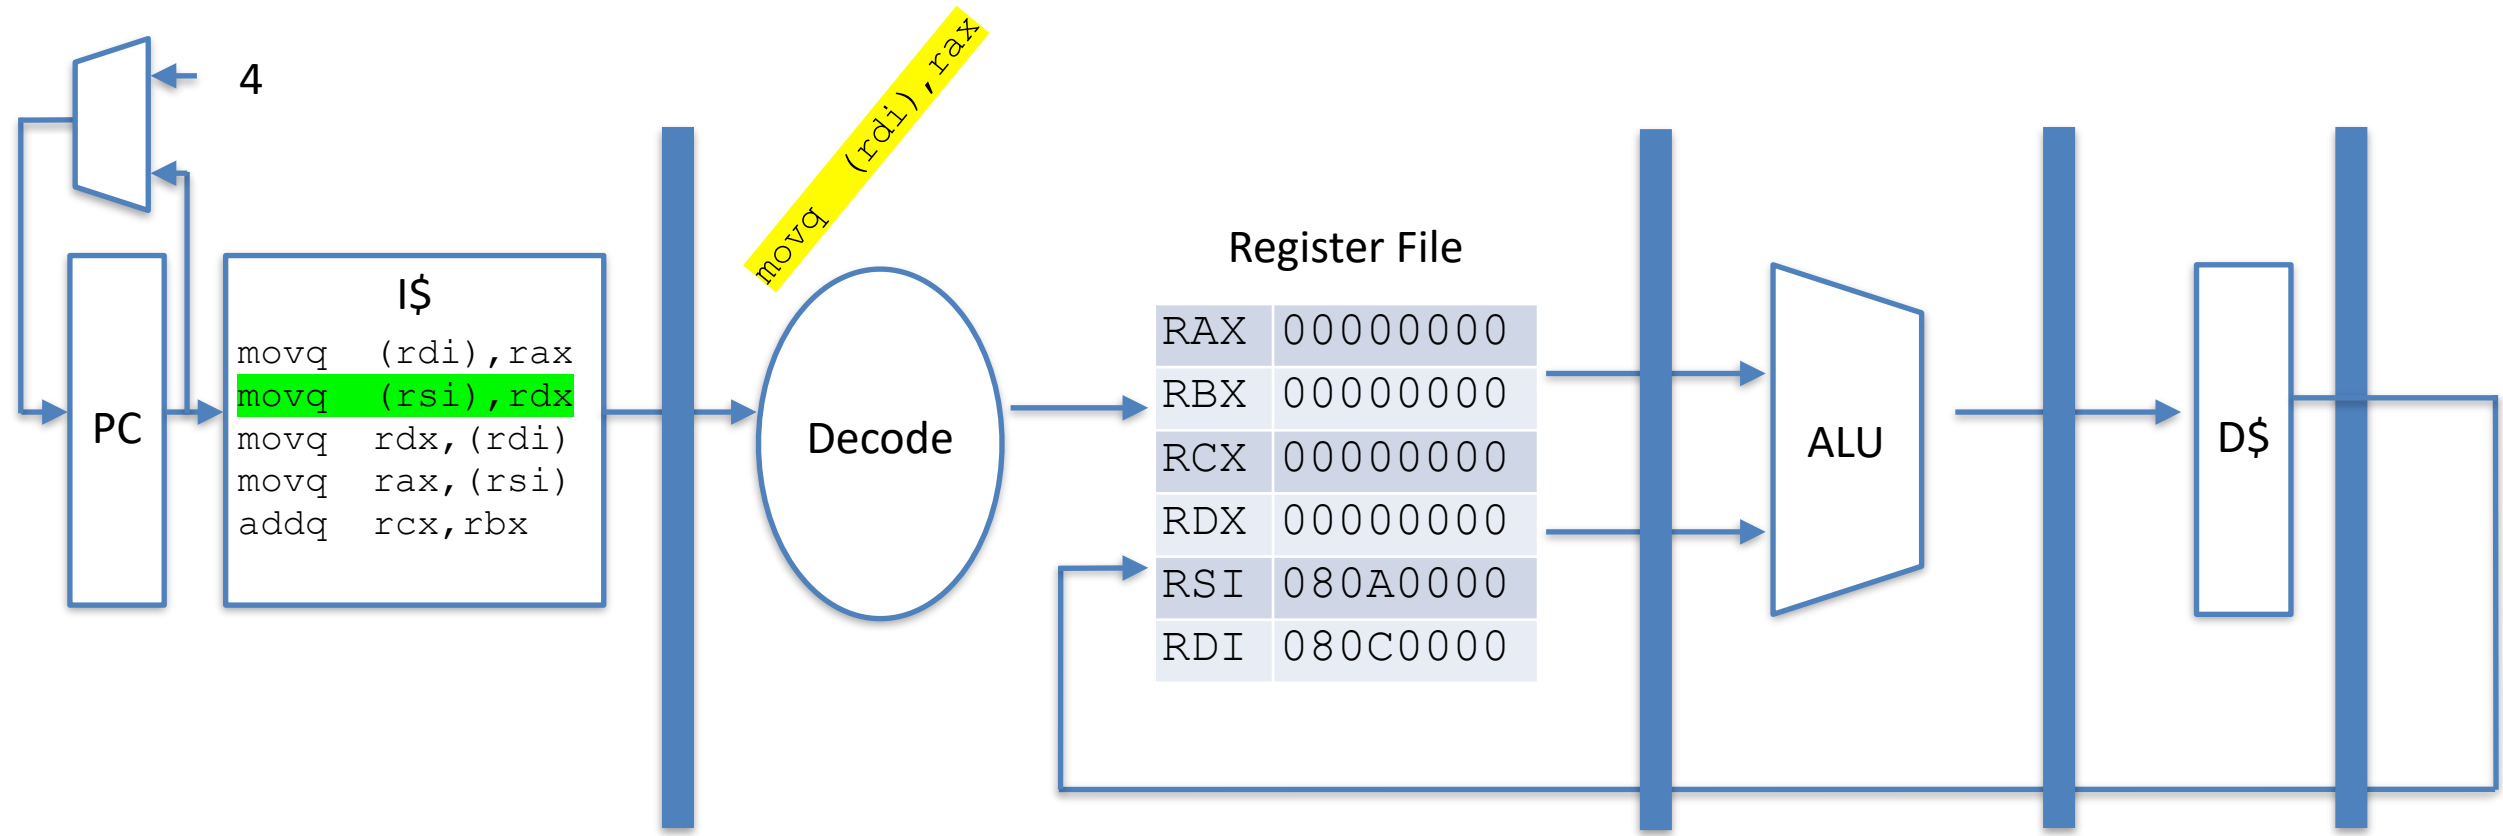 4
movq (rdi),rax
PC
I$
movq (rdi),rax
movq (rsi),rdx
movq rdx,(rdi)
movq rax,(rsi)
addq rcx,rbx
Decode
Register File
RAX 00000000
RBX 00000000
RCX 00000000
RDX 00000000
RSI 080A0000
RDI 080C0000
ALU
D$